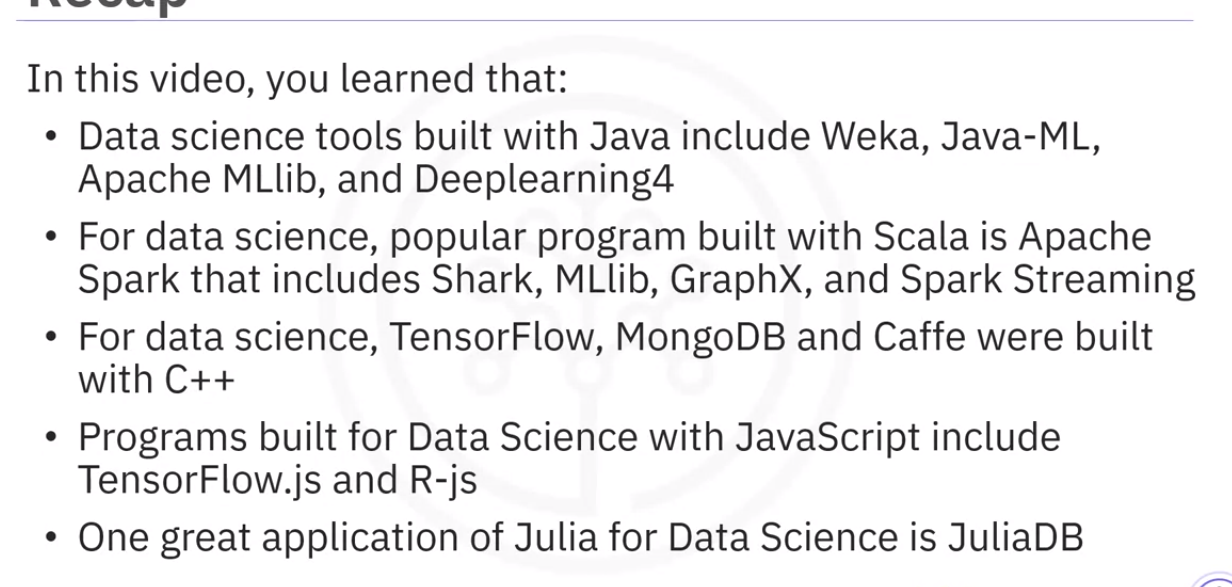 Recap
In this video, you learned that:
• Data science tools built with Java include Weka, Java-ML,
Apache MLlib, and Deeplearning4
• For data science, popular program built with Scala is Apache
Spark that includes Shark, MLlib, GraphX, and Spark Streaming
• For data science, TensorFlow, MongoDB and Caffe were built
with C++
• Programs built for Data Science with JavaScript include
TensorFlow.js and R-js
• One great application of Julia for Data Science is JuliaDB